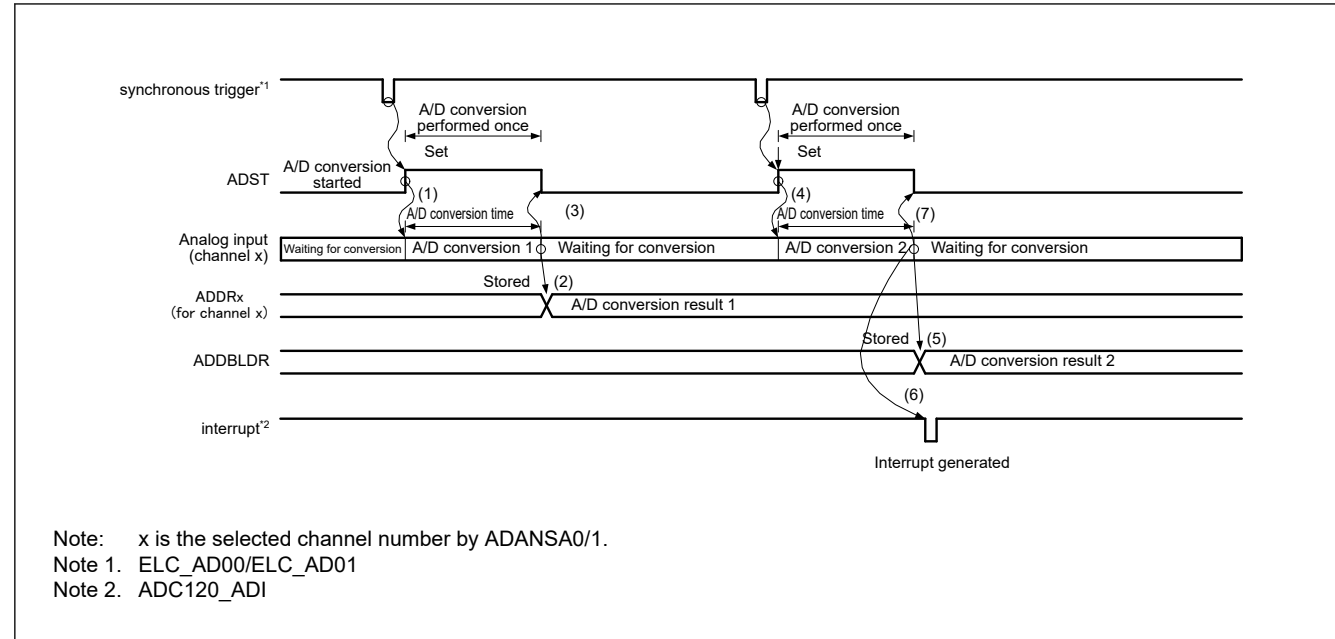 synchronous trigger*1
A/D conversion
performed once
A/D conversion
performed once
Set
Set
A/D conversion
started
ADST
(1)
(4)
A/D conversion time
(3)
A/D conversion time
(7)
Analog input
(channel x)
Waiting for conversion
A/D conversion 1
Waiting for conversion
A/D conversion 2
Waiting for conversion
Stored
(2)
ADDRx
(for channel x)
A/D conversion result 1
Stored
(5)
ADDBLDR
A/D conversion result 2
(6)
interrupt*2
Interrupt generated
Note: x is the selected channel number by ADANSA0/1.
Note 1. ELC_AD00/ELC_AD01
Note 2. ADC120_ADI